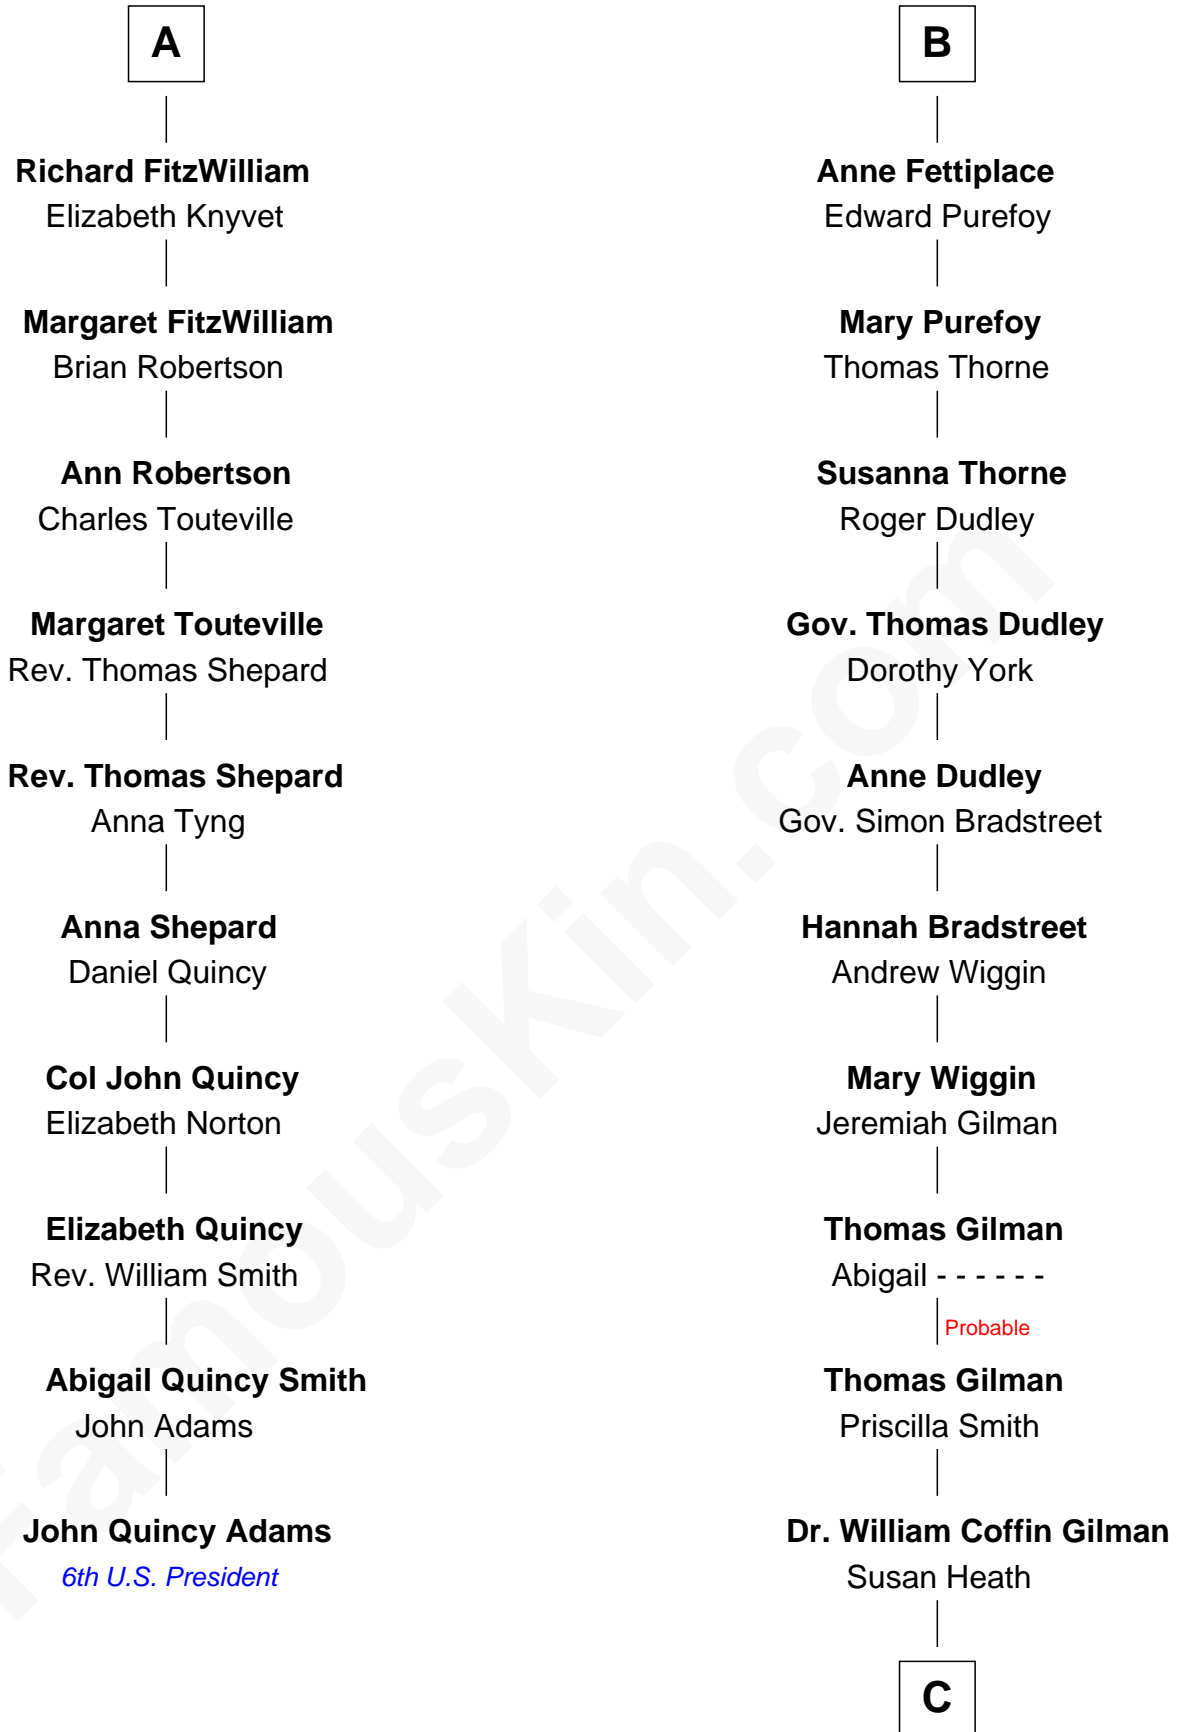 A
Richard FitzWilliam
Elizabeth Knyvet
Margaret FitzWilliam
Brian Robertson
Ann Robertson
Charles Touteville
Margaret Touteville
Rev. Thomas Shepard
Rev. Thomas Shepard
Anna Tyng
Anna Shepard
Daniel Quincy
Col John Quincy
Elizabeth Norton
Elizabeth Quincy
Rev. William Smith
Abigail Quincy Smith
John Adams
John Quincy Adams
6th U.S. President
B
Anne Fettiplace
Edward Purefoy
Mary Purefoy
Thomas Thorne
Susanna Thorne
Roger Dudley
Gov. Thomas Dudley
Dorothy York
Anne Dudley
Gov. Simon Bradstreet
Hannah Bradstreet
Andrew Wiggin
Mary Wiggin
Jeremiah Gilman
Thomas Gilman
Abigail - - - - - -
Probable
Thomas Gilman
Priscilla Smith
Dr. William Coffin Gilman
Susan Heath
C
FamousKin.com